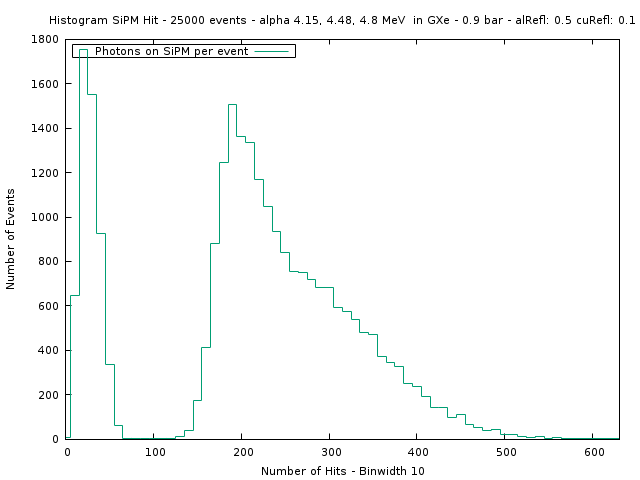 Histogram SiPM Hit - 25000 events - alpha 4.15, 4.48, 4.8 MeV  in GXe - 0.9 bar - alRefl: 0.5 cuRefl: 0.1
Photons on SiPM per event
1800
1600
1400
1200
1000
800
600
400
200
0
Number of Events
0 100 200 300 400 500 600
Number of Hits - Binwidth 10